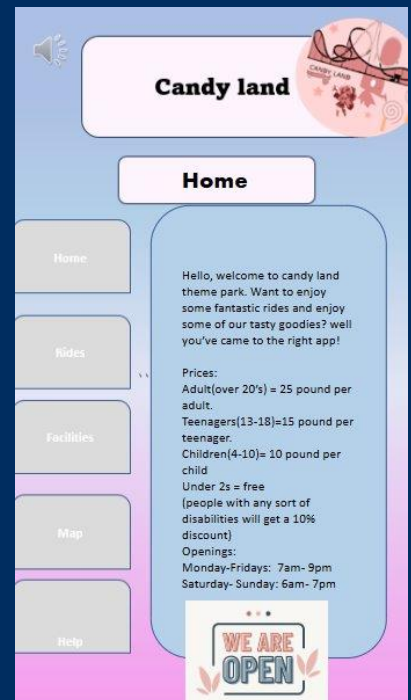 CANDY LAND
Candy land
Home
Home
Rides
Facilities
Map
Help
Hello, welcome to candy land
theme park. Want to enjoy
some fantastic rides and enjoy
some of our tasty goodies? well
you've came to the right app!
Prices:
Adult(over 20's) = 25 pound per
adult.
Teenagers(13-18)=15 pound per
teenager.
Children(4-10)= 10 pound per
child
Under 2s = free
(people with any sort of
disabilities will get a 10%
discount)
Openings:
Monday-Fridays:  7am- 9pm
Saturday- Sunday: 6am- 7pm
WE ARE
OPEN